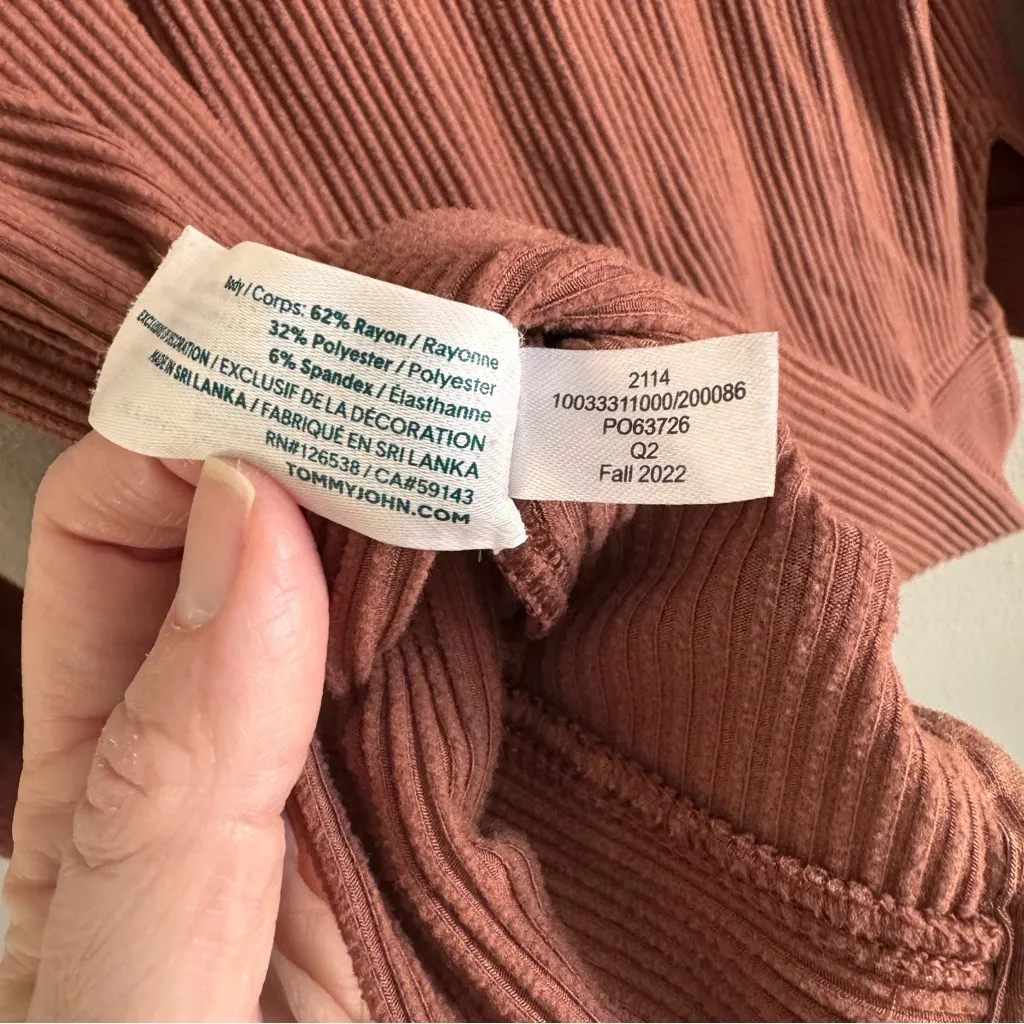 Body / Corps: 62% Rayon / Rayonne
32% Polyester / Polyester
6% Spandex / Élasthanne
EXCLUSIVE OF DECORATION / EXCLUSIF DE LA DÉCORATION
MADE IN SRI LANKA / FABRIQUÉ EN SRI LANKA
RN#126538 / CA#59143
TOMMYJOHN.COM
2114
10033311000/200086
PO63726
Q2
Fall 2022